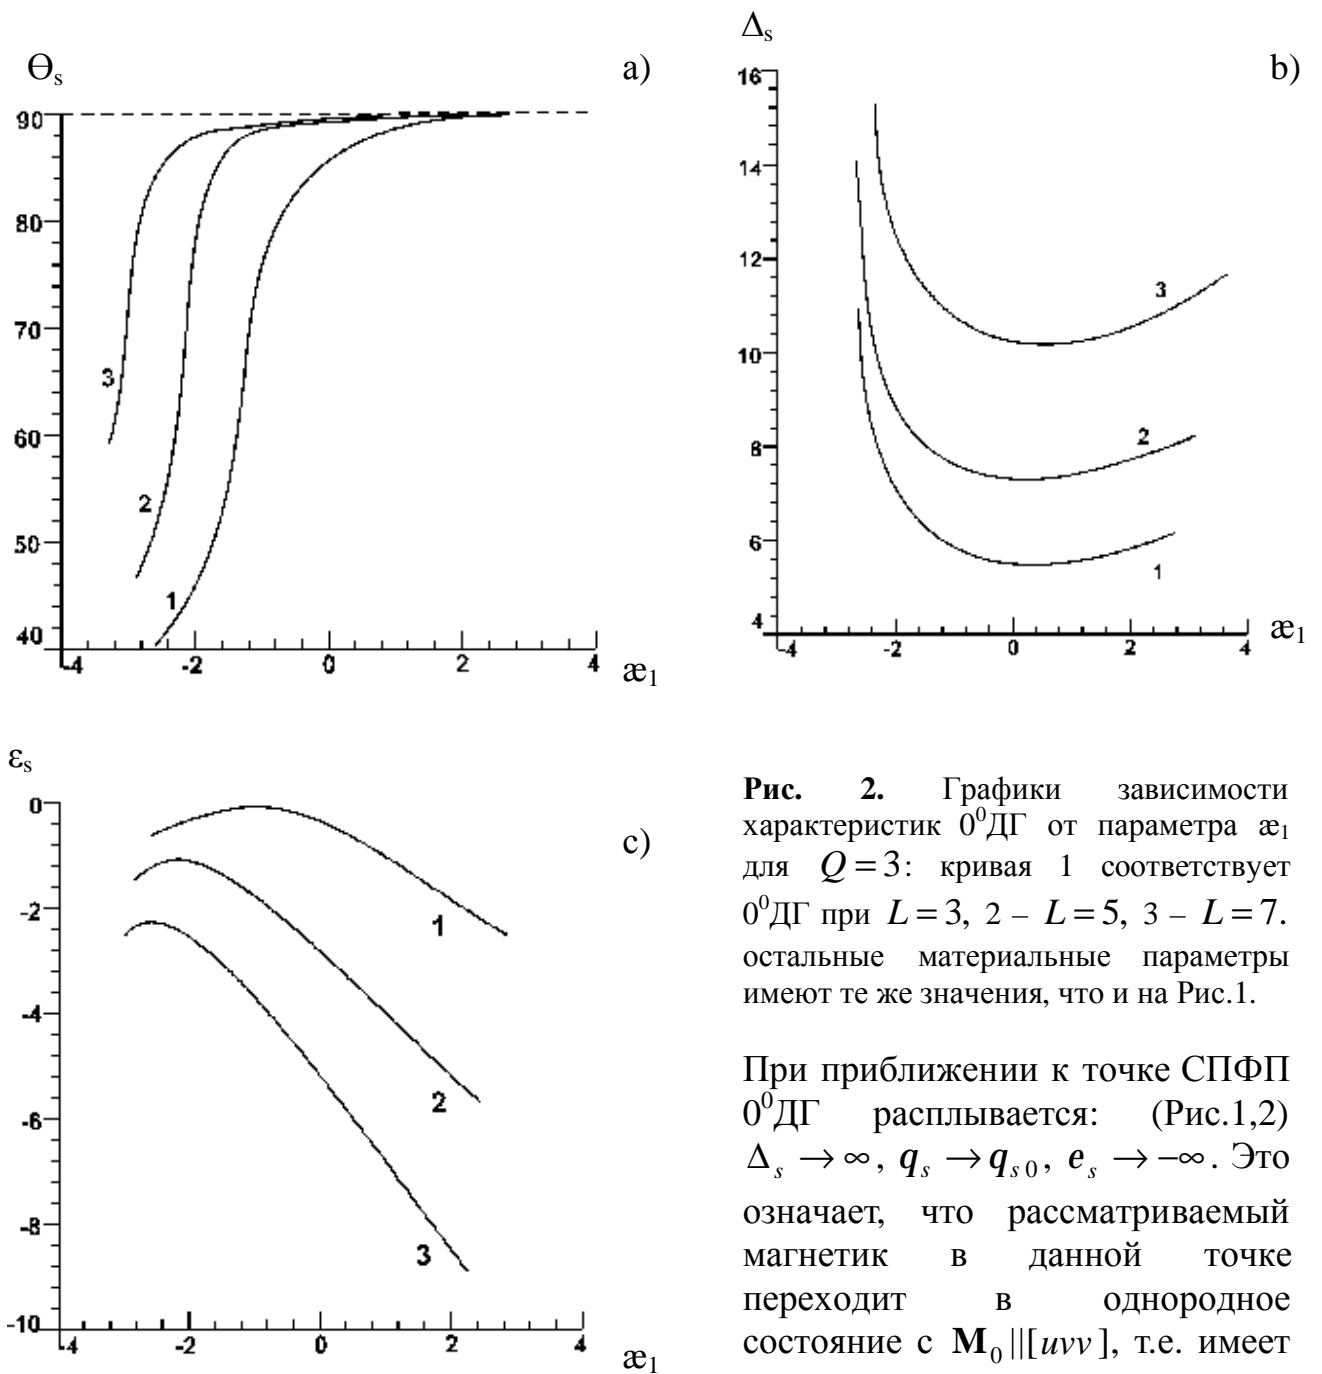 Θs
a)
90
80
70
60
50
40
3
2
1
-4 -2 0 2 4
æ1
Δs
b)
16
14
12
10
8
6
4
3
2
1
-4 -2 0 2 4
æ1
εs
c)
0
-2
-4
-6
-8
-10
1
2
3
-4 -2 0 2 4
æ1
Рис. 2. Графики зависимости
характеристик 0⁰ДГ от параметра æ1
для Q = 3: кривая 1 соответствует
0⁰ДГ при L = 3, 2 – L = 5, 3 – L = 7.
остальные материальные параметры
имеют те же значения, что и на Рис.1.
При приближении к точке СПФП
0⁰ДГ расплывается: (Рис.1,2)
Δs → ∞, qs → qs0, es → −∞. Это
означает, что рассматриваемый
магнетик в данной точке
переходит в однородное
состояние с M0 || [uvv], т.е. имеет